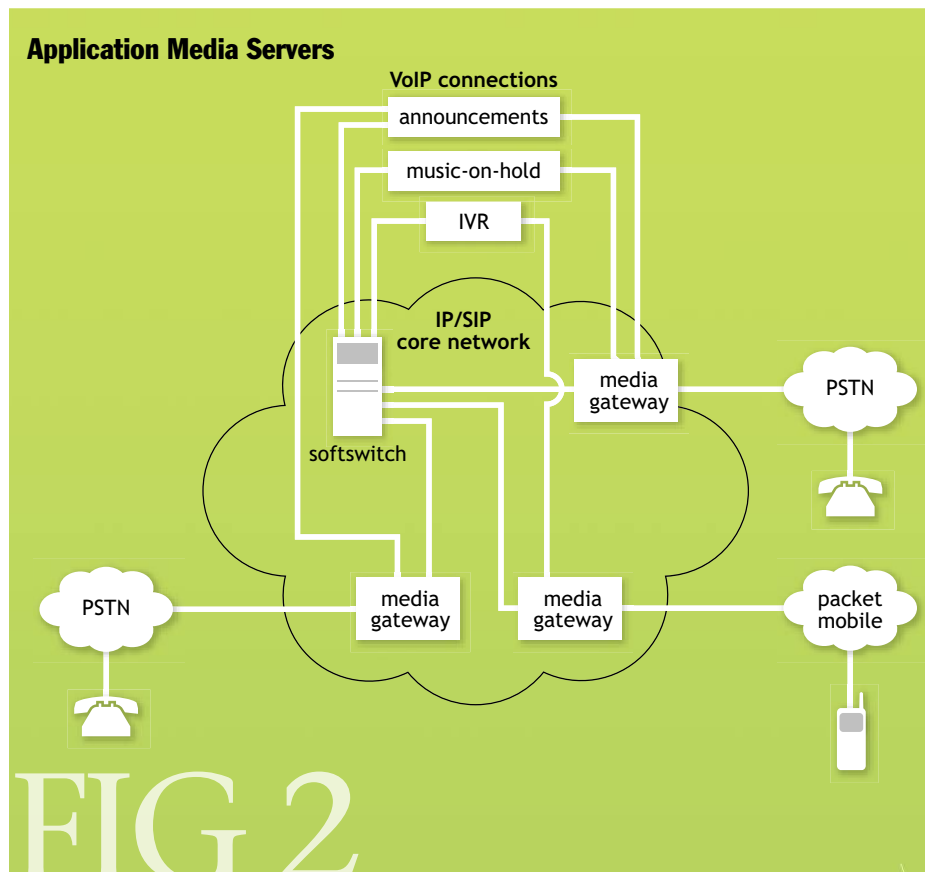 Application Media Servers
VoIP connections
announcements
music-on-hold
IVR
IP/SIP
core network
media
gateway
PSTN
softswitch
PSTN
media
gateway
media
gateway
packet
mobile
FIG 2